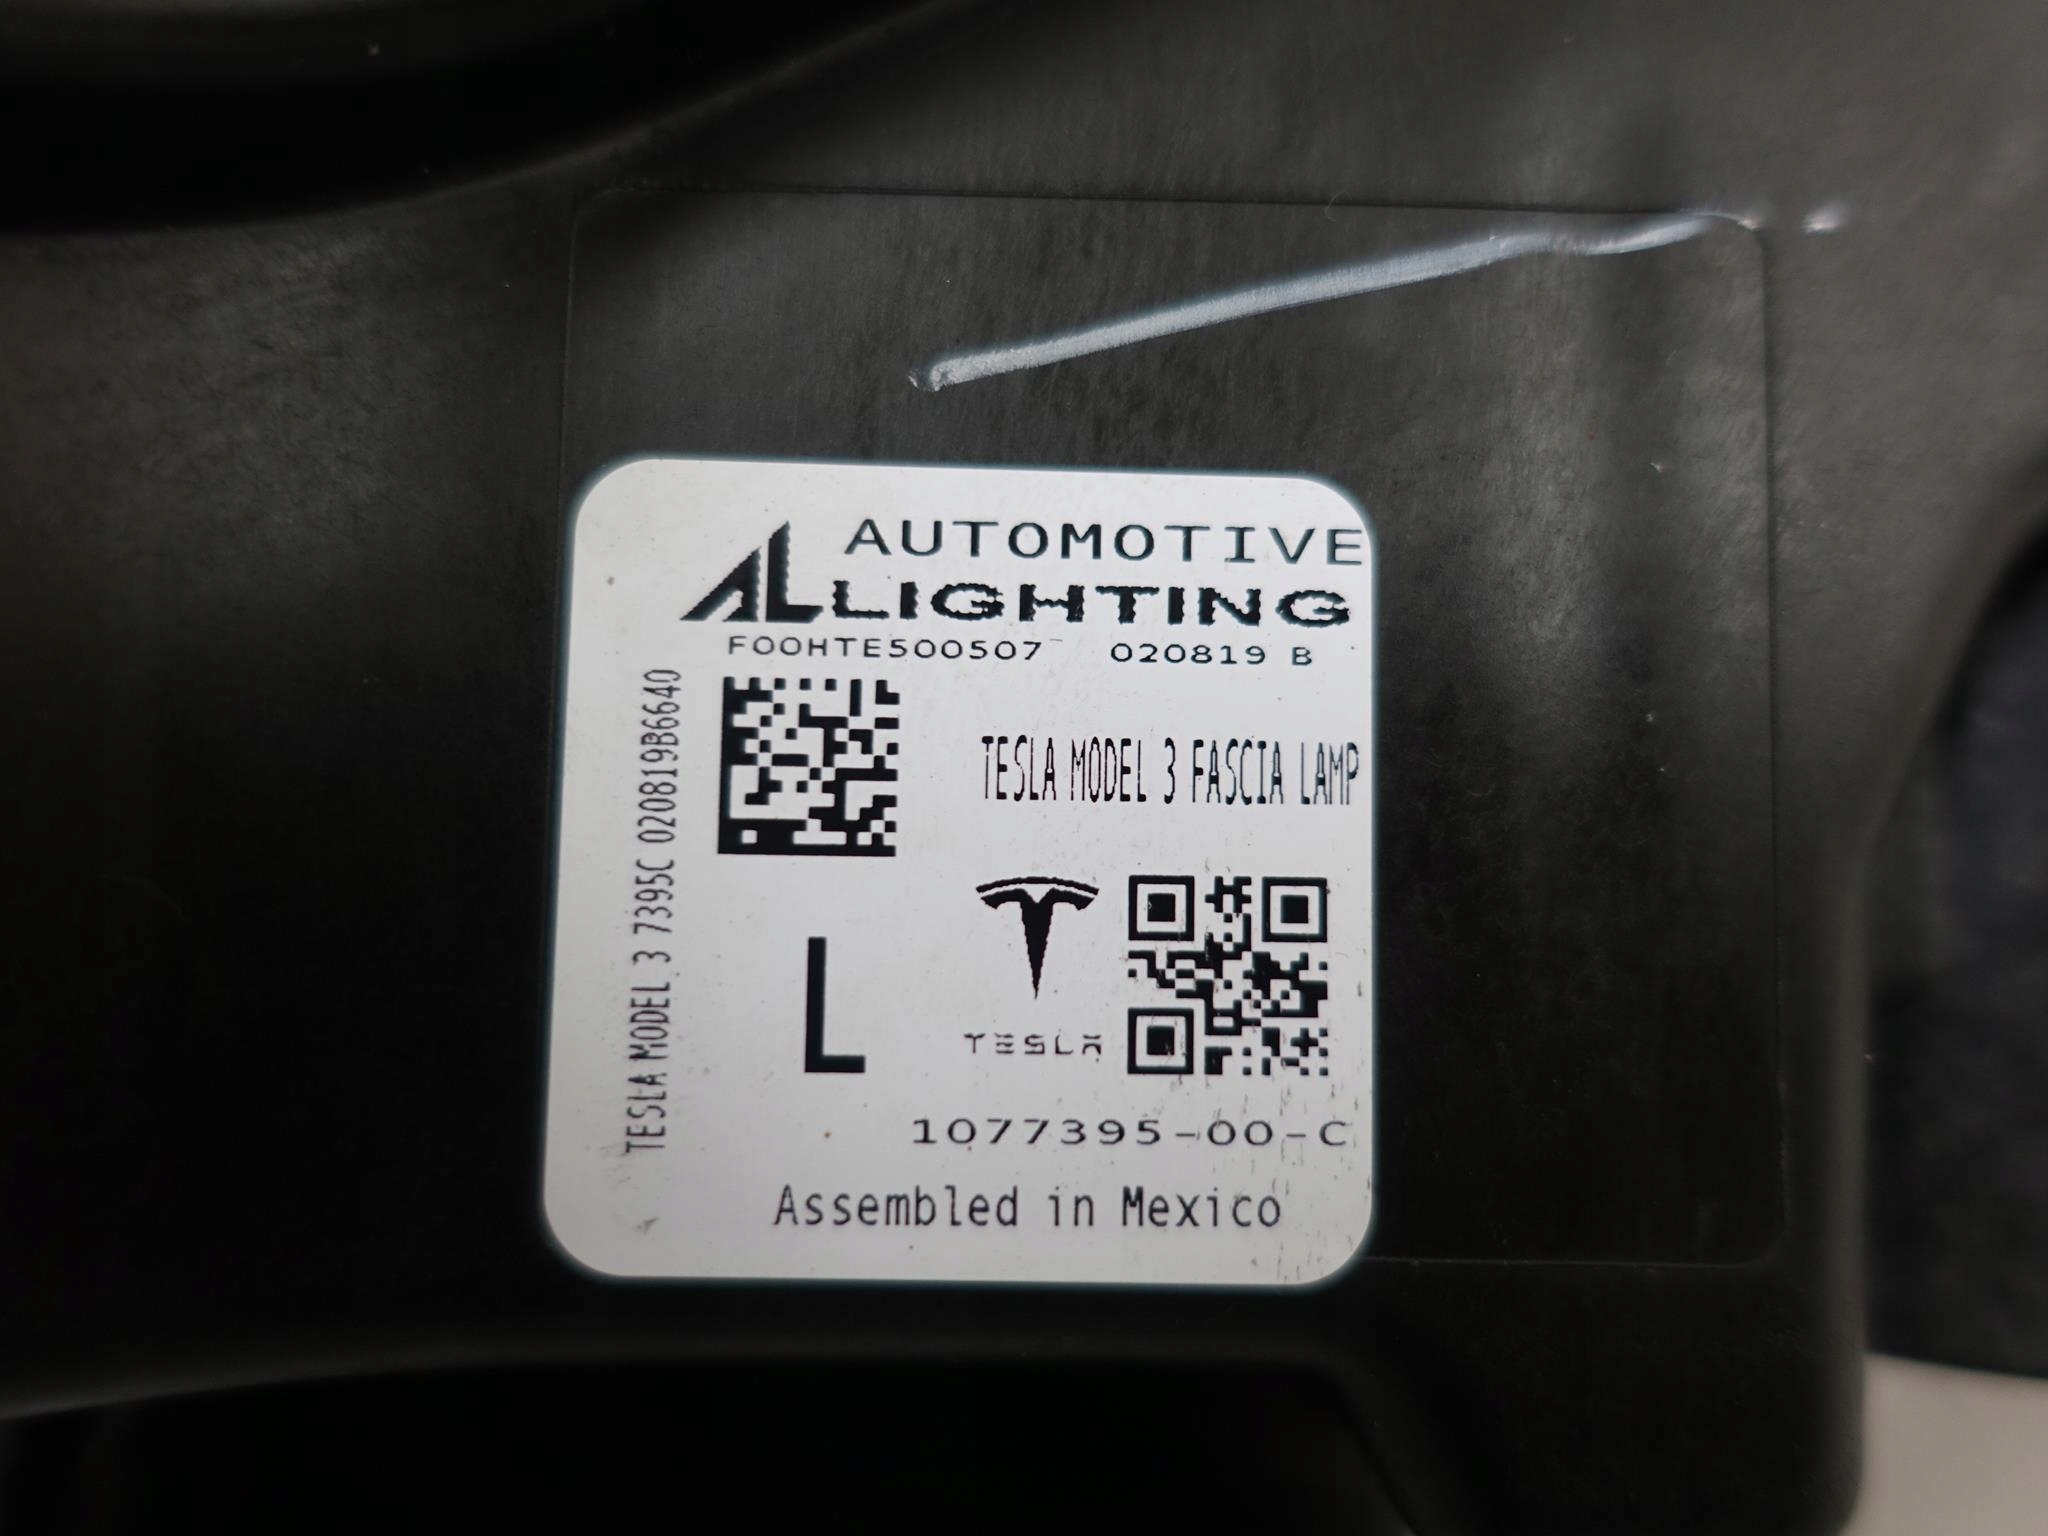 AUTOMOTIVE
AL LIGHTING
F00HTE500507 020819 B
TESLA MODEL 3 7395C 020819B6640
TESLA MODEL 3 FASCIA LAMP
L
TESLA
1077395-00-C
Assembled in Mexico